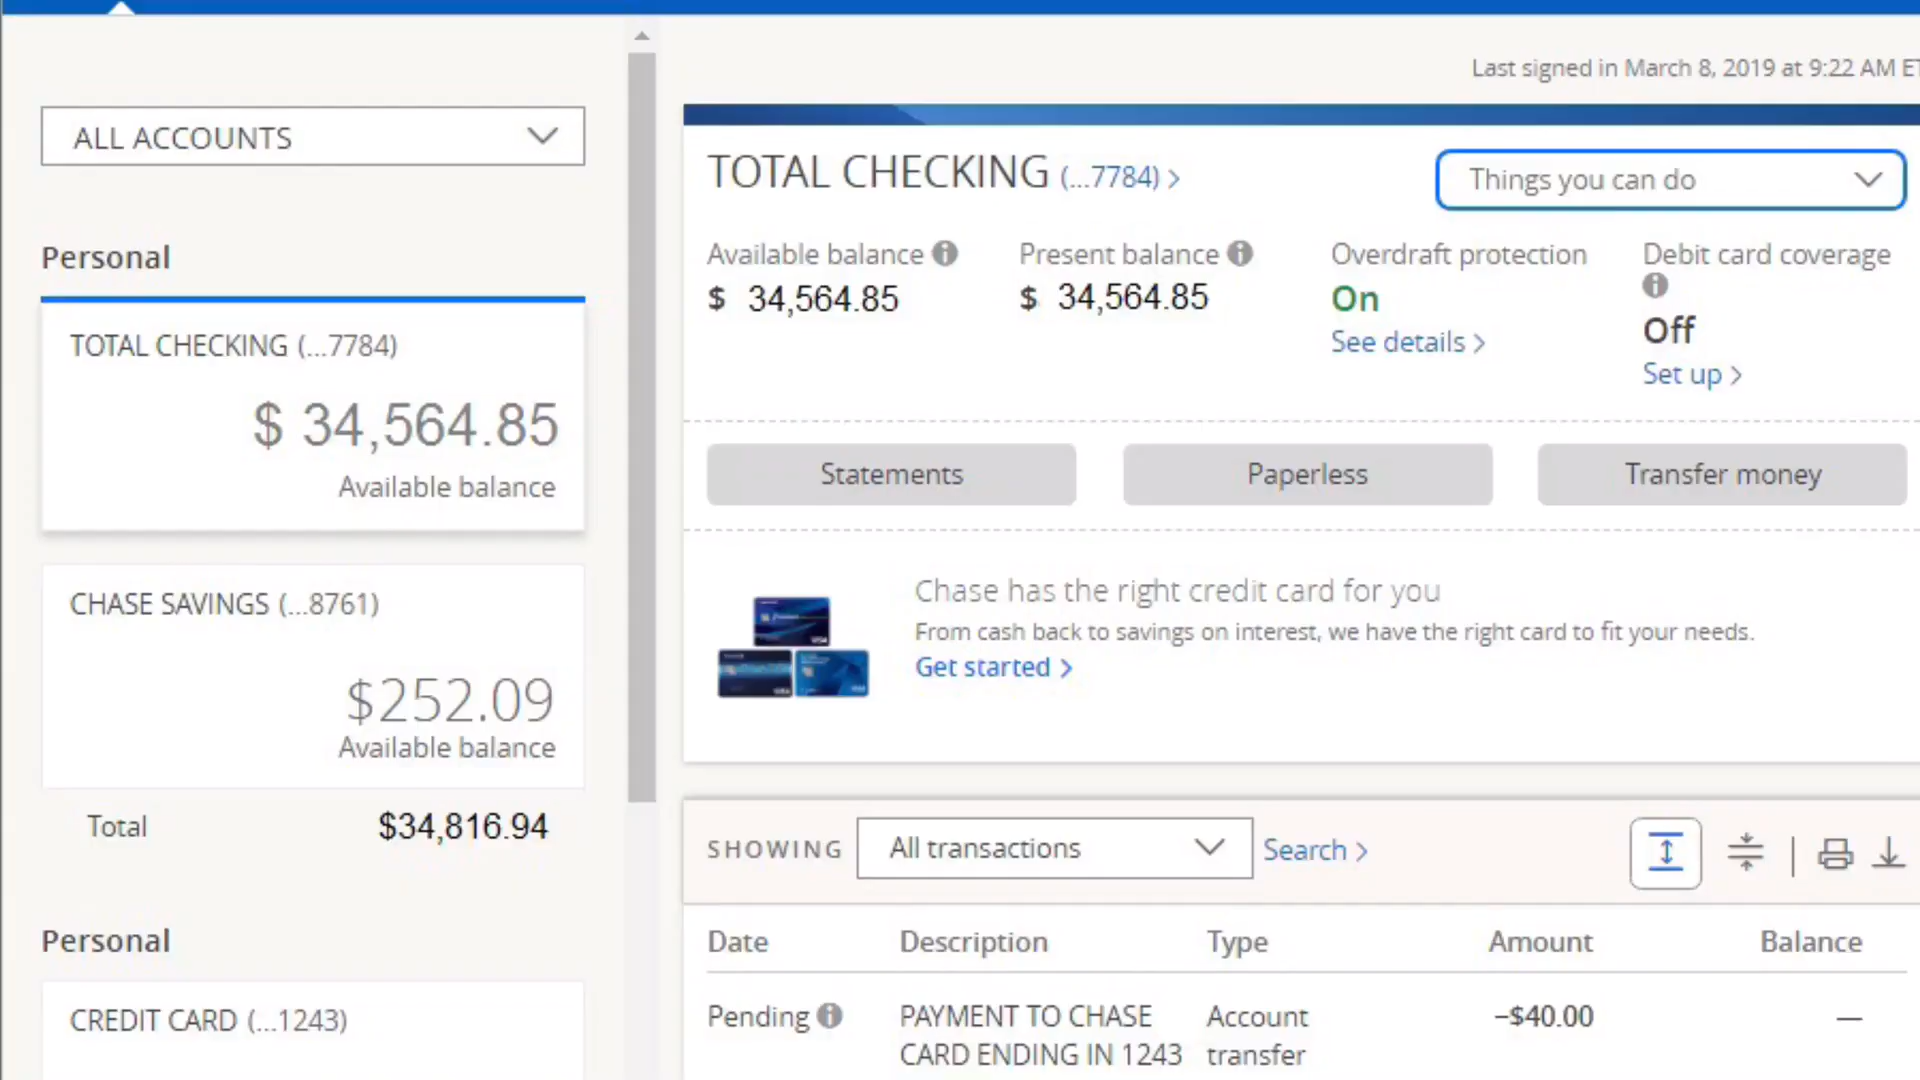 Last signed in March 8, 2019 at 9:22 AM ET
ALL ACCOUNTS
Personal
TOTAL CHECKING (...7784)
$ 34,564.85
Available balance
CHASE SAVINGS (...8761)
$252.09
Available balance
Total $34,816.94
Personal
CREDIT CARD (...1243)
TOTAL CHECKING (...7784)
Things you can do
Available balance
$ 34,564.85
Present balance
$ 34,564.85
Overdraft protection
On
See details
Debit card coverage
Off
Set up
Statements
Paperless
Transfer money
Chase has the right credit card for you
From cash back to savings on interest, we have the right card to fit your needs.
Get started
SHOWING All transactions Search
Date Description Type Amount Balance
Pending PAYMENT TO CHASE Account −$40.00 —
CARD ENDING IN 1243 transfer